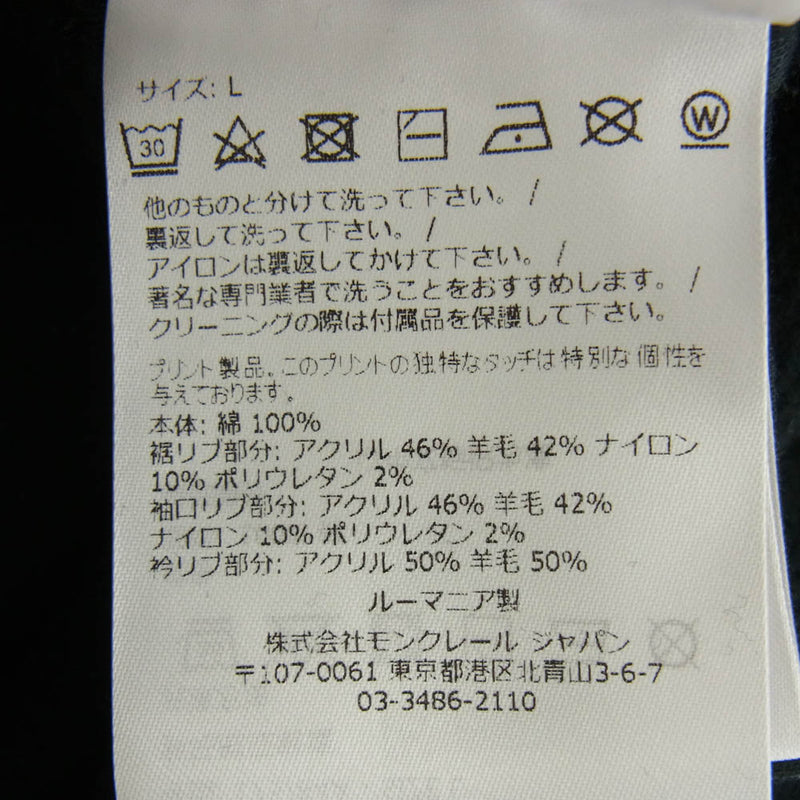 サイズ: L
30
W
他のものと分けて洗って下さい。 /
裏返して洗って下さい。 /
アイロンは裏返してかけて下さい。 /
著名な専門業者で洗うことをおすすめします。 /
クリーニングの際は付属品を保護して下さい。
プリント製品。このプリントの独特なタッチは特別な個性を
与えております。
本体: 綿 100%
裾リブ部分: アクリル 46% 羊毛 42% ナイロン
10% ポリウレタン 2%
袖口リブ部分: アクリル 46% 羊毛 42%
ナイロン 10% ポリウレタン 2%
衿リブ部分: アクリル 50% 羊毛 50%
ルーマニア製
株式会社モンクレール ジャパン
〒107-0061 東京都港区北青山3-6-7
03-3486-2110